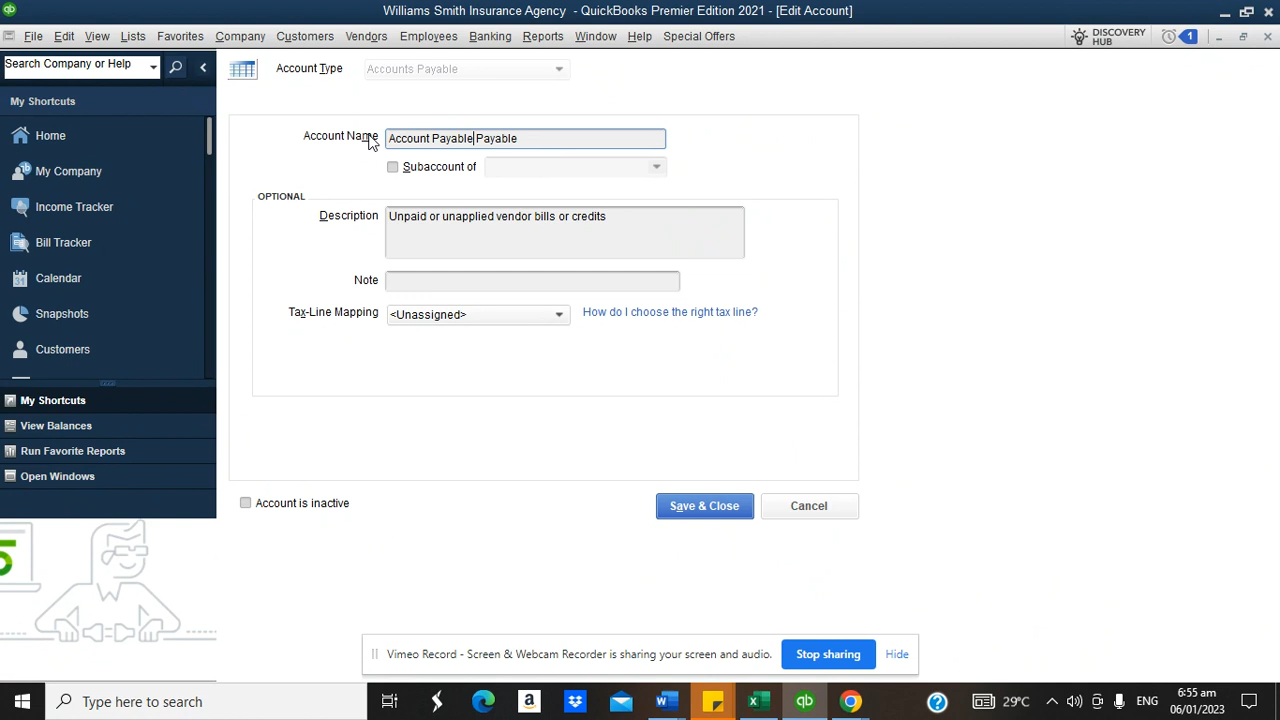 Williams Smith Insurance Agency - QuickBooks Premier Edition 2021 - [Edit Account]
File Edit View Lists Favorites Company Customers Vendors Employees Banking Reports Window Help Special Offers
DISCOVERY
HUB
1
Search Company or Help
Account Type Accounts Payable
My Shortcuts
Home
My Company
Income Tracker
Bill Tracker
Calendar
Snapshots
Customers
My Shortcuts
View Balances
Run Favorite Reports
Open Windows
Account Name Account Payable Payable
Subaccount of
OPTIONAL
Description Unpaid or unapplied vendor bills or credits
Note
Tax-Line Mapping <Unassigned> How do I choose the right tax line?
Account is inactive
Save & Close
Cancel
Vimeo Record - Screen & Webcam Recorder is sharing your screen and audio.
Stop sharing
Hide
Type here to search
29°C
ENG
6:55 am
06/01/2023